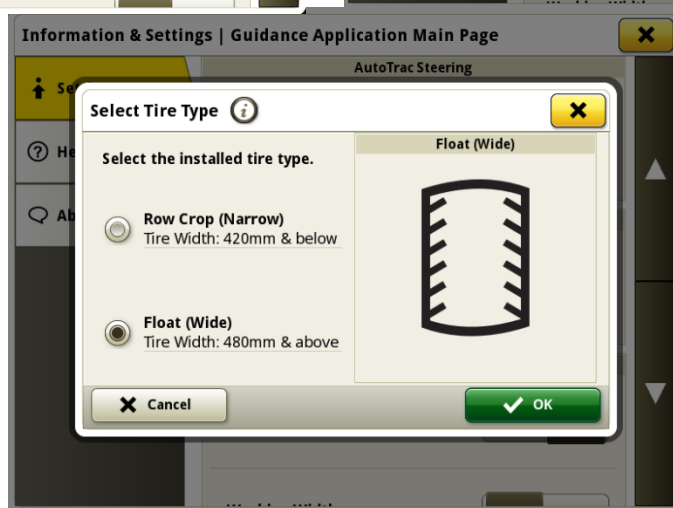 Information & Settings | Guidance Application Main Page
AutoTrac Steering
Select Tire Type
Float (Wide)
Select the installed tire type.
Row Crop (Narrow)
Tire Width: 420mm & below
Float (Wide)
Tire Width: 480mm & above
Cancel
OK